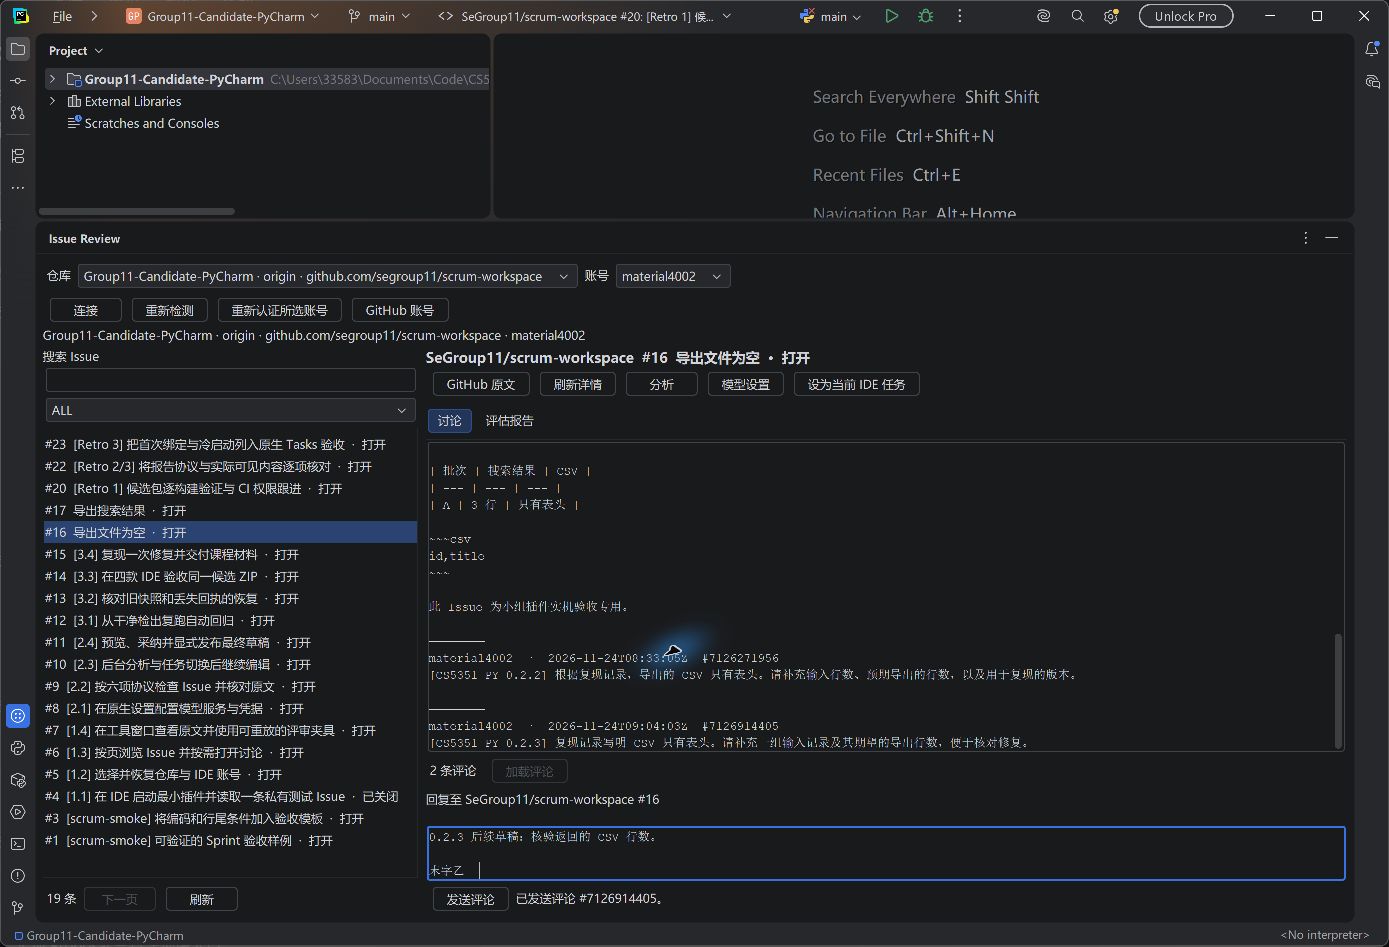 File
GP Group11-Candidate-PyCharm
main
SeGroup11/scrum-workspace #20: [Retro 1] 候...
main
Unlock Pro
Project
Group11-Candidate-PyCharm C:\Users\33583\Documents\Code\CS5
External Libraries
Scratches and Consoles
Search Everywhere Shift Shift
Go to File Ctrl+Shift+N
Recent Files Ctrl+E
Navigation Bar Alt+Home
Issue Review
仓库 Group11-Candidate-PyCharm · origin · github.com/segroup11/scrum-workspace 账号 material4002
连接 重新检测 重新认证所选账号 GitHub 账号
Group11-Candidate-PyCharm · origin · github.com/segroup11/scrum-workspace · material4002
搜索 Issue
ALL
#23 [Retro 3] 把首次绑定与冷启动列入原生 Tasks 验收 · 打开
#22 [Retro 2/3] 将报告协议与实际可见内容逐项核对 · 打开
#20 [Retro 1] 候选包逐构建验证与 CI 权限跟进 · 打开
#17 导出搜索结果 · 打开
#16 导出文件为空 · 打开
#15 [3.4] 复现一次修复并交付课程材料 · 打开
#14 [3.3] 在四款 IDE 验收同一候选 ZIP · 打开
#13 [3.2] 核对旧快照和丢失回执的恢复 · 打开
#12 [3.1] 从干净检出复跑自动回归 · 打开
#11 [2.4] 预览、采纳并显式发布最终草稿 · 打开
#10 [2.3] 后台分析与任务切换后继续编辑 · 打开
#9 [2.2] 按六项协议检查 Issue 并核对原文 · 打开
#8 [2.1] 在原生设置配置模型服务与凭据 · 打开
#7 [1.4] 在工具窗口查看原文并使用可重放的评审夹具 · 打开
#6 [1.3] 按页浏览 Issue 并按需打开讨论 · 打开
#5 [1.2] 选择并恢复仓库与 IDE 账号 · 打开
#4 [1.1] 在 IDE 启动最小插件并读取一条私有测试 Issue · 已关闭
#3 [scrum-smoke] 将编码和行尾条件加入验收模板 · 打开
#1 [scrum-smoke] 可验证的 Sprint 验收样例 · 打开
19 条 下一页 刷新
SeGroup11/scrum-workspace #16 导出文件为空 • 打开
GitHub 原文 刷新详情 分析 模型设置 设为当前 IDE 任务
讨论 评估报告
| 批次 | 搜索结果 | CSV |
| --- | --- | --- |
| A | 3 行 | 只有表头 |
~~~csv
id,title
~~~
此 Issue 为小组插件实机验收专用。
material4002 · 2026-11-24T08:33:05Z #7126271956
[CS5351 PY 0.2.2] 根据复现记录，导出的 CSV 只有表头。请补充输入行数、预期导出的行数，以及用于复现的版本。
material4002 · 2026-11-24T09:04:03Z #7126914405
[CS5351 PY 0.2.3] 复现记录写明 CSV 只有表头。请补充一组输入记录及其期望的导出行数，便于核对修复。
2 条评论 加载评论
回复至 SeGroup11/scrum-workspace #16
0.2.3 后续草稿：核验返回的 CSV 行数。
末字乙
发送评论 已发送评论 #7126914405。
Group11-Candidate-PyCharm
<No interpreter>